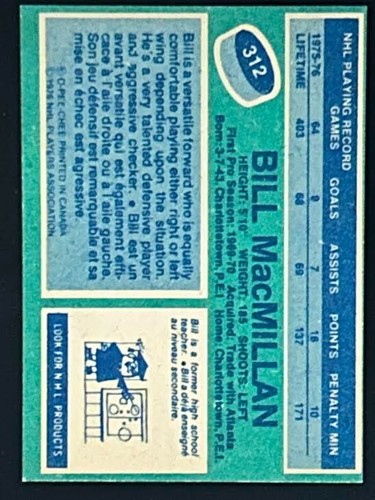 NHL PLAYING RECORD
GAMES GOALS ASSISTS POINTS PENALTY MIN
1975-76 64 9 7 16 10
LIFETIME 403 68 69 137 171
312
BILL MacMILLAN
HEIGHT: 5'10" WEIGHT: 185 SHOOTS: LEFT
First Pro Season: 1969-70 Acquired: Trade with Atlanta
Born: 3-7-43 Charlottetown, P.E.I. Home: Charlottetown, P.E.I.
Bill is a versatile forward who is equally
comfortable playing either right or left
wing depending upon the situation.
He's a very talented defensive player
and aggressive checker. • Bill est un
avant versatile qui est également effi-
cace à l'aile droite ou à l'aile gauche.
Son jeu défensif est remarquable et sa
mise en échec est agressif.
© O-PEE-CHEE PRINTED IN CANADA
© 1976 NHL PLAYERS ASSOCIATION
Bill is a former high school
teacher. • Bill a déjà enseigné
au niveau secondaire.
LOOK FOR N.H.L. PRODUCTS